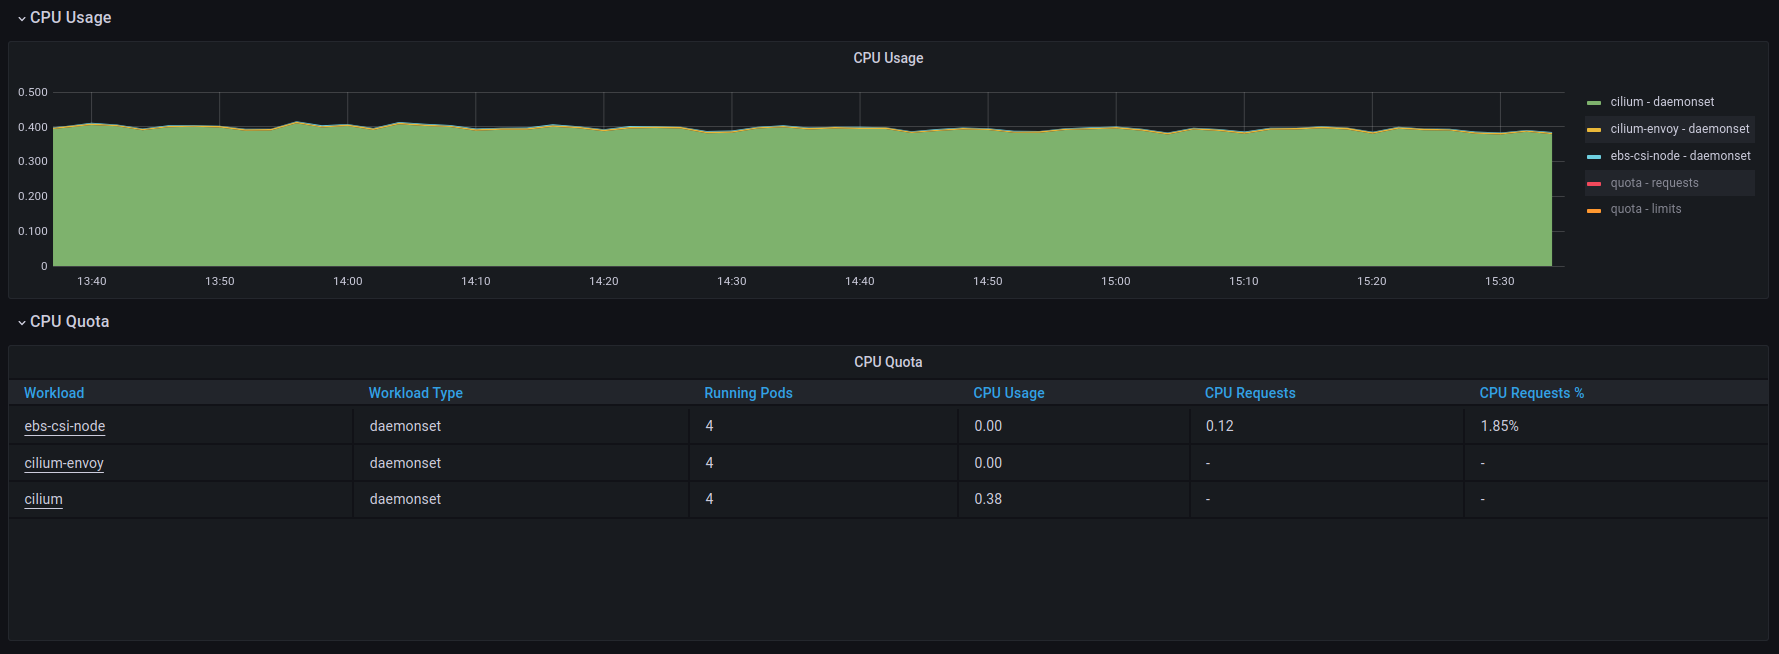 CPU Usage
CPU Usage
0.500
0.400
0.300
0.200
0.100
0
13:40 13:50 14:00 14:10 14:20 14:30 14:40 14:50 15:00 15:10 15:20 15:30
cilium - daemonset
cilium-envoy - daemonset
ebs-csi-node - daemonset
quota - requests
quota - limits
CPU Quota
CPU Quota
Workload Workload Type Running Pods CPU Usage CPU Requests CPU Requests %
ebs-csi-node daemonset 4 0.00 0.12 1.85%
cilium-envoy daemonset 4 0.00 - -
cilium daemonset 4 0.38 - -